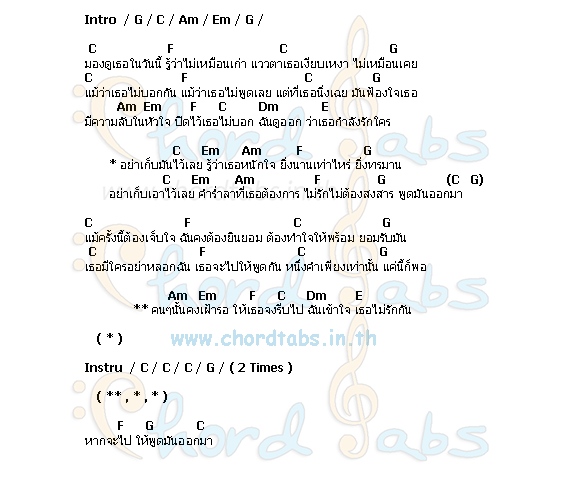 Intro / G / C / Am / Em / G /
C F C G
มองดูเธอในวันนี้ รู้ว่าไม่เหมือนเก่า แววตาเธอเงียบเหงา ไม่เหมือนเคย
C F C G
แม้ว่าเธอไม่บอกกัน แม้ว่าเธอไม่พูดเลย แต่ที่เธอนิ่งเฉย มันฟ้องใจเธอ
Am Em F C Dm E
มีความลับในหัวใจ ปิดไว้เธอไม่บอก ฉันดูออก ว่าเธอกำลังรักใคร
C Em Am F G
* อย่าเก็บมันไว้เลย รู้ว่าเธอหนักใจ ยิ่งนานเท่าไหร่ ยิ่งทรมาน
C Em Am F G (C G)
อย่าเก็บเอาไว้เลย คำร่ำลาที่เธอต้องการ ไม่รักไม่ต้องสงสาร พูดมันออกมา
C F C G
แม้ครั้งนี้ต้องเจ็บใจ ฉันคงต้องยินยอม ต้องทำใจให้พร้อม ยอมรับมัน
C F C G
เธอมีใครอย่าหลอกฉัน เธอจะไปให้พูดกัน หนึ่งคำเพียงเท่านั้น แค่นี้ก็พอ
Am Em F C Dm E
** คนๆนั้นคงเฝ้ารอ ให้เธอจงรีบไป ฉันเข้าใจ เธอไม่รักกัน
( * )
www.chordtabs.in.th
Instru / C / C / C / G / ( 2 Times )
( ** , * , * )
F G C
หากจะไป ให้พูดมันออกมา
Chord Tabs
Chord Tabs